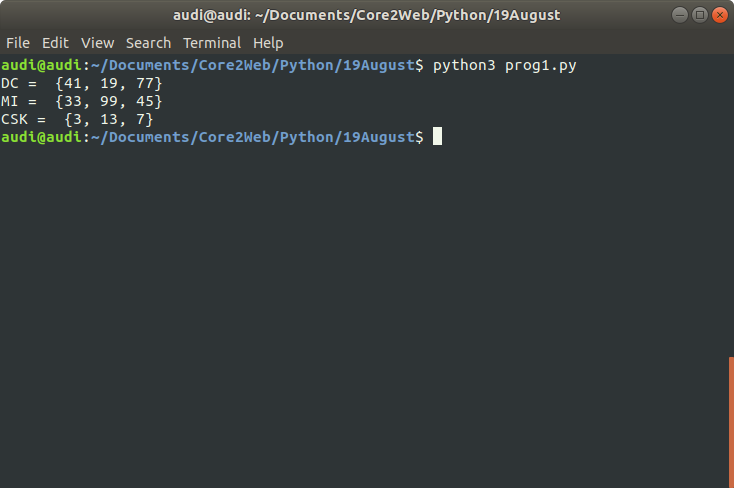 audi@audi: ~/Documents/Core2Web/Python/19August
File Edit View Search Terminal Help
audi@audi:~/Documents/Core2Web/Python/19August$ python3 prog1.py
DC =  {41, 19, 77}
MI =  {33, 99, 45}
CSK =  {3, 13, 7}
audi@audi:~/Documents/Core2Web/Python/19August$